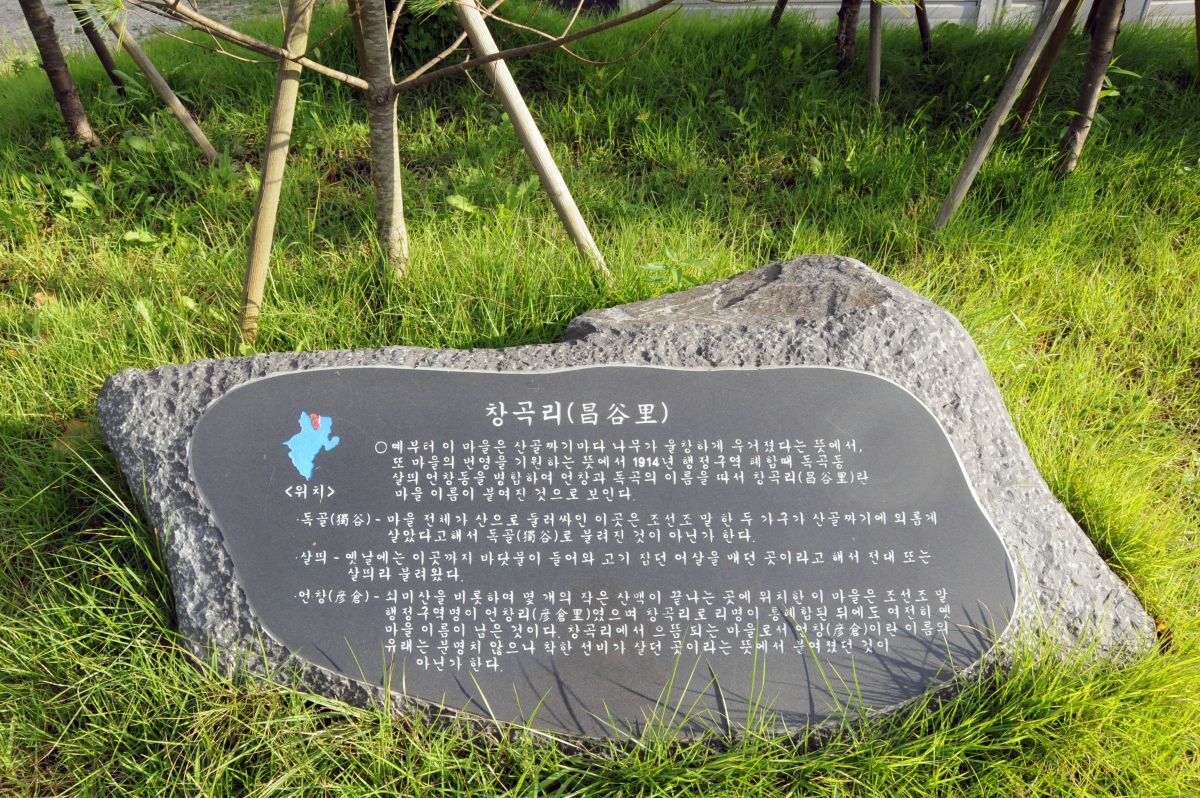 창곡리(昌谷里)
<위치>
○예부터 이 마을은 산골짜기마다 나무가 울창하게 우거졌다는 뜻에서,
또 마을의 번영을 기원하는 뜻에서 1914년 행정구역 폐합때 독곡동
살띄 언창동을 병합하여 언창과 독곡의 이름을 따서 창곡리(昌谷里)란
마을 이름이 붙여진 것으로 보인다.
·독골(獨谷) - 마을 전체가 산으로 둘러싸인 이곳은 조선조 말 한 두 가구가 산골짜기에 외롭게
살았다고해서 독골(獨谷)로 불려진 것이 아닌가 한다.
·살띄 - 옛날에는 이곳까지 바닷물이 들어와 고기 잡던 어살을 매던 곳이라고 해서 전대 또는
살띄라 불려왔다.
·언창(彦倉) - 쇠미산을 비롯하여 몇 개의 작은 산맥이 끝나는 곳에 위치한 이 마을은 조선조 말
행정구역명이 언창리(彦倉里)였으며 창곡리로 리명이 통폐합된 뒤에도 여전히 옛
마을 이름이 남은 것이다. 창곡리에서 으뜸 되는 마을로서 언창(彦倉)이란 이름의
유래는 분명치 않으나 착한 선비가 살던 곳이라는 뜻에서 붙여졌던 것이
아닌가 한다.